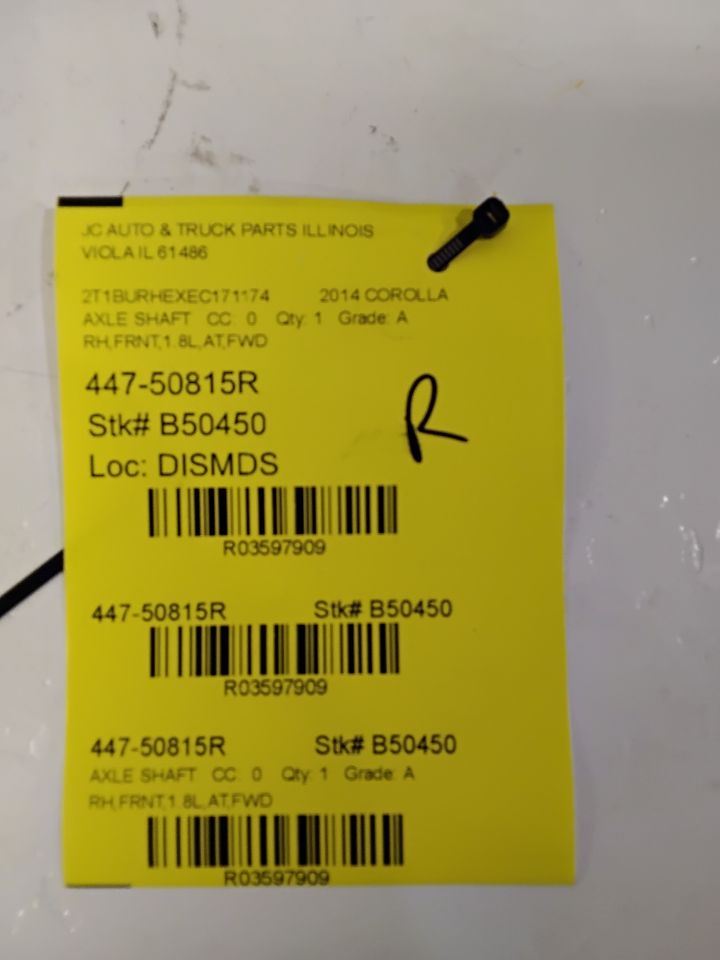 JC AUTO & TRUCK PARTS ILLINOIS
VIOLA IL 61486
2T1BURHEXEC171174 2014 COROLLA
AXLE SHAFT CC: 0 Qty: 1 Grade: A
RH,FRNT,1.8L,AT,FWD
447-50815R
R
Stk# B50450
Loc: DISMDS
R03597909
447-50815R Stk# B50450
R03597909
447-50815R Stk# B50450
AXLE SHAFT CC: 0 Qty: 1 Grade: A
RH,FRNT,1.8L,AT,FWD
R03597909